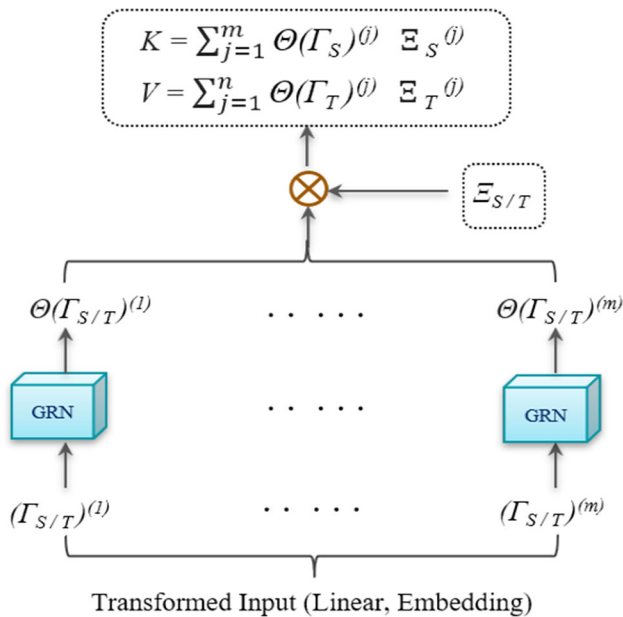 K = ∑_{j=1}^{m} Θ(Γ_S)^{(j)} Ξ_S^{(j)}
V = ∑_{j=1}^{n} Θ(Γ_T)^{(j)} Ξ_T^{(j)}
Ξ_{S/T}
Θ(Γ_{S/T})^{(1)} . . . . . . Θ(Γ_{S/T})^{(m)}
GRN . . . . . . GRN
(Γ_{S/T})^{(1)} . . . . . . (Γ_{S/T})^{(m)}
Transformed Input (Linear, Embedding)